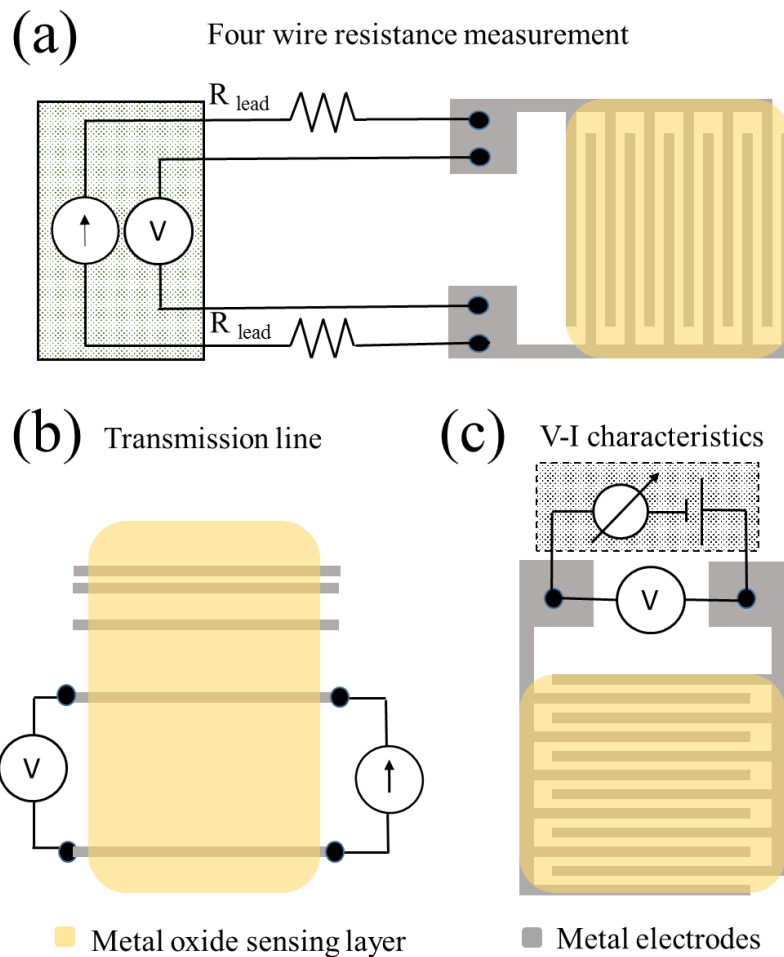 (a) Four wire resistance measurement
R lead
V
R lead
(b) Transmission line
(c) V-I characteristics
V
V
Metal oxide sensing layer
Metal electrodes